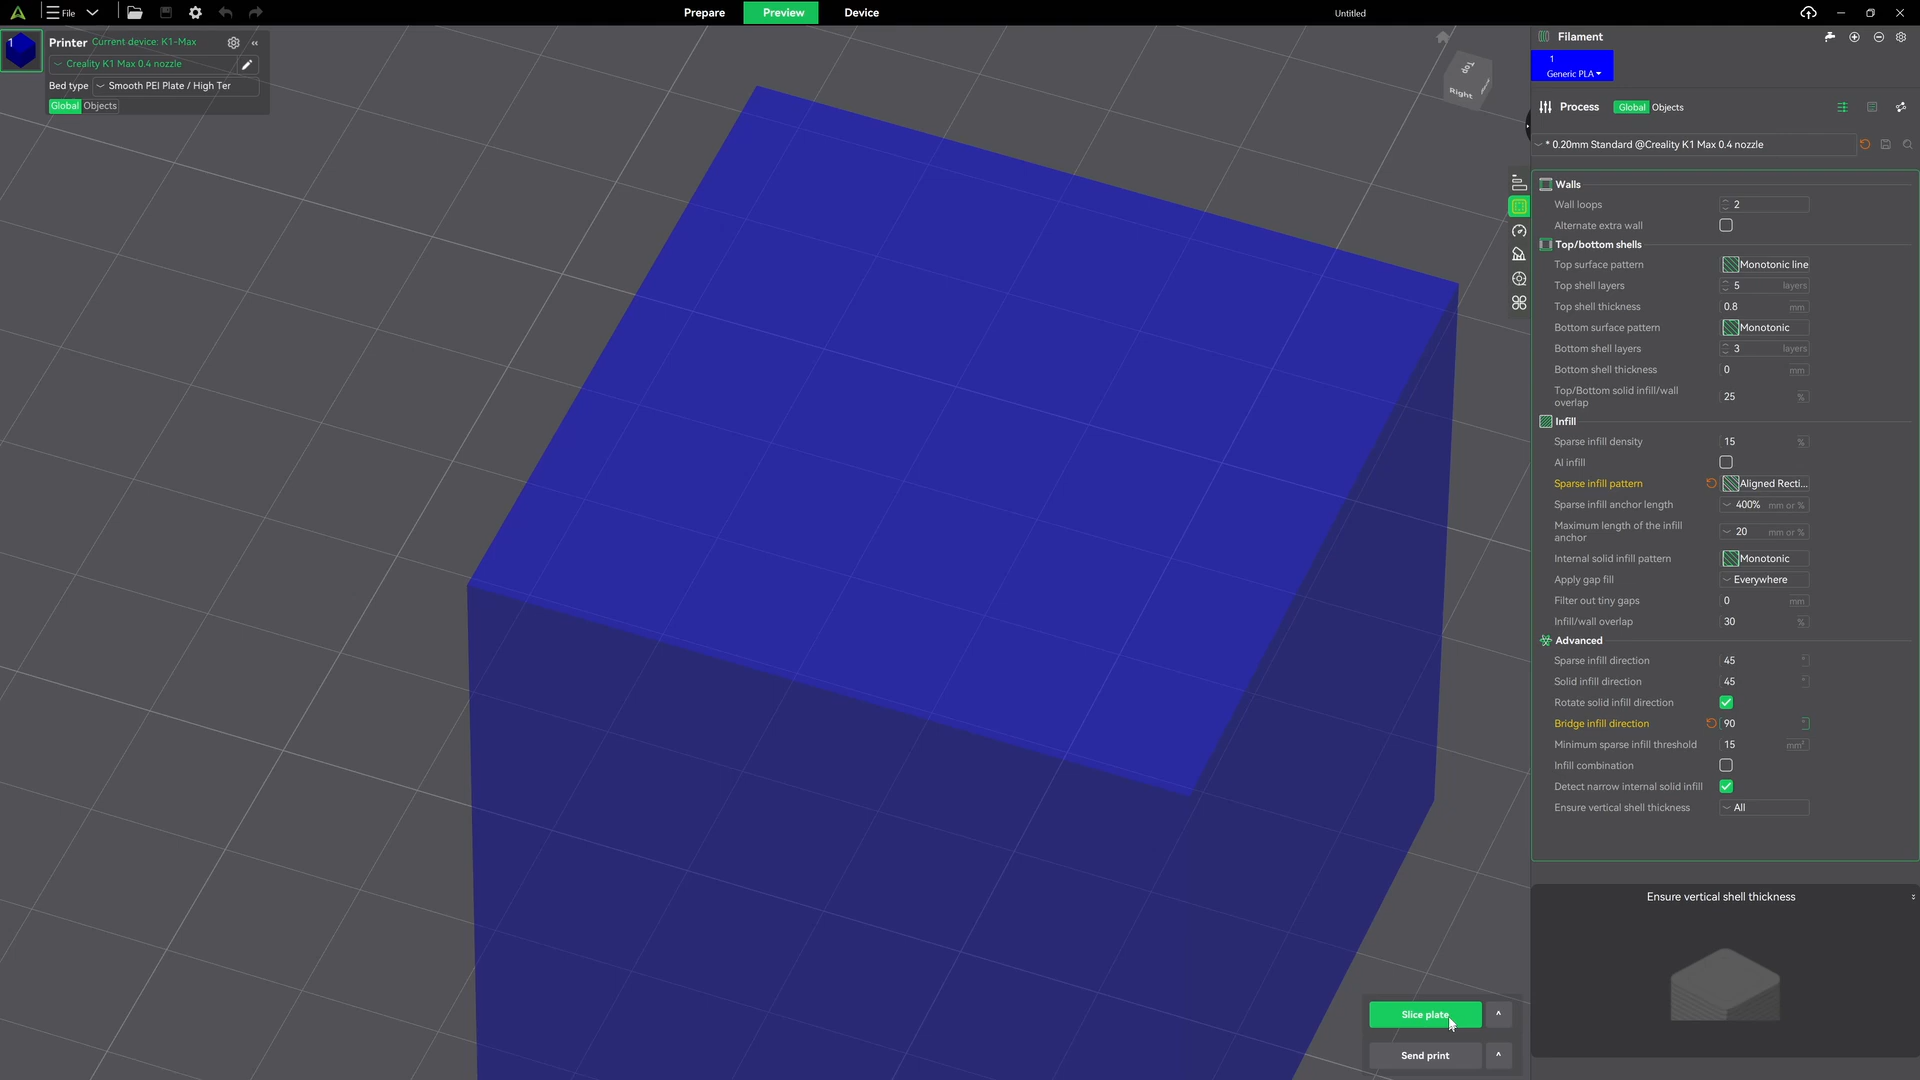 File
Prepare
Preview
Device
Untitled
1
Printer Current device: K1-Max
Creality K1 Max 0.4 nozzle
Bed type Smooth PEI Plate / High Ter
Global Objects
Top
Right
Filament
1
Generic PLA
Process Global Objects
* 0.20mm Standard @Creality K1 Max 0.4 nozzle
Walls
Wall loops 2
Alternate extra wall
Top/bottom shells
Top surface pattern Monotonic line
Top shell layers 5 layers
Top shell thickness 0.8 mm
Bottom surface pattern Monotonic
Bottom shell layers 3 layers
Bottom shell thickness 0 mm
Top/Bottom solid infill/wall
overlap 25 %
Infill
Sparse infill density 15 %
AI infill
Sparse infill pattern Aligned Recti...
Sparse infill anchor length 400% mm or %
Maximum length of the infill
anchor 20 mm or %
Internal solid infill pattern Monotonic
Apply gap fill Everywhere
Filter out tiny gaps 0 mm
Infill/wall overlap 30 %
Advanced
Sparse infill direction 45 °
Solid infill direction 45 °
Rotate solid infill direction
Bridge infill direction 90 °
Minimum sparse infill threshold 15 mm²
Infill combination
Detect narrow internal solid infill
Ensure vertical shell thickness All
Ensure vertical shell thickness
Slice plate
Send print